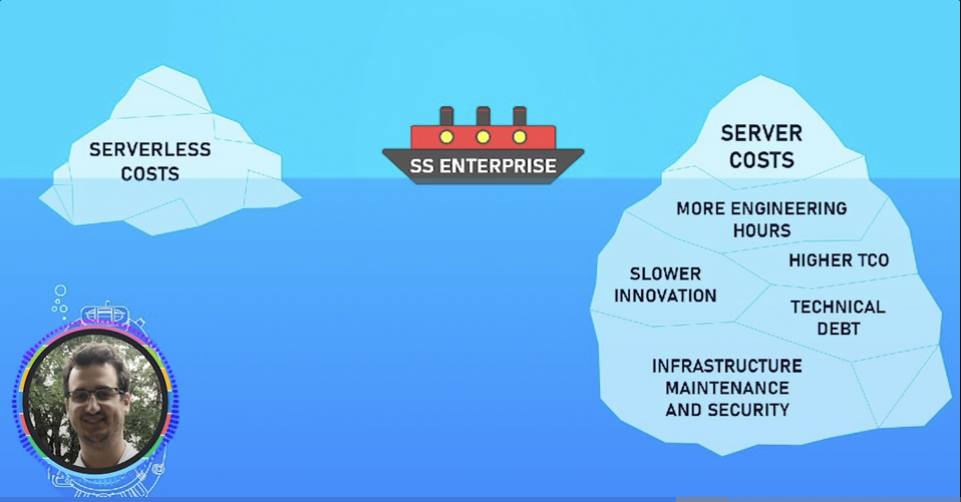 SERVERLESS
COSTS
SS ENTERPRISE
SERVER
COSTS
MORE ENGINEERING
HOURS
HIGHER TCO
SLOWER
INNOVATION
TECHNICAL
DEBT
INFRASTRUCTURE
MAINTENANCE
AND SECURITY